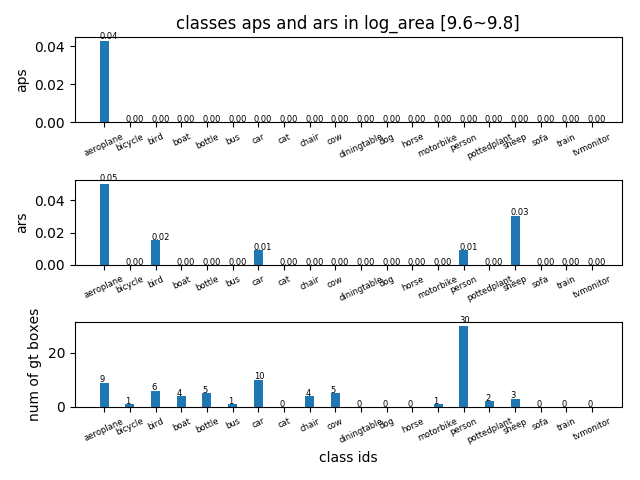 classes aps and ars in log_area [9.6~9.8]
aps
0.04
0.02
0.00
0.04 0.00 0.00 0.00 0.00 0.00 0.00 0.00 0.00 0.00 0.00 0.00 0.00 0.00 0.00 0.00 0.00 0.00 0.00 0.00
aeroplane bicycle bird boat bottle bus car cat chair cow diningtable dog horse motorbike person pottedplant sheep sofa train tvmonitor
ars
0.04
0.02
0.00
0.05 0.00 0.02 0.00 0.00 0.00 0.01 0.00 0.00 0.00 0.00 0.00 0.00 0.00 0.01 0.00 0.03 0.00 0.00 0.00
aeroplane bicycle bird boat bottle bus car cat chair cow diningtable dog horse motorbike person pottedplant sheep sofa train tvmonitor
num of gt boxes
20
0
9 1 6 4 5 1 10 0 4 5 0 0 0 1 30 2 3 0 0 0
aeroplane bicycle bird boat bottle bus car cat chair cow diningtable dog horse motorbike person pottedplant sheep sofa train tvmonitor
class ids